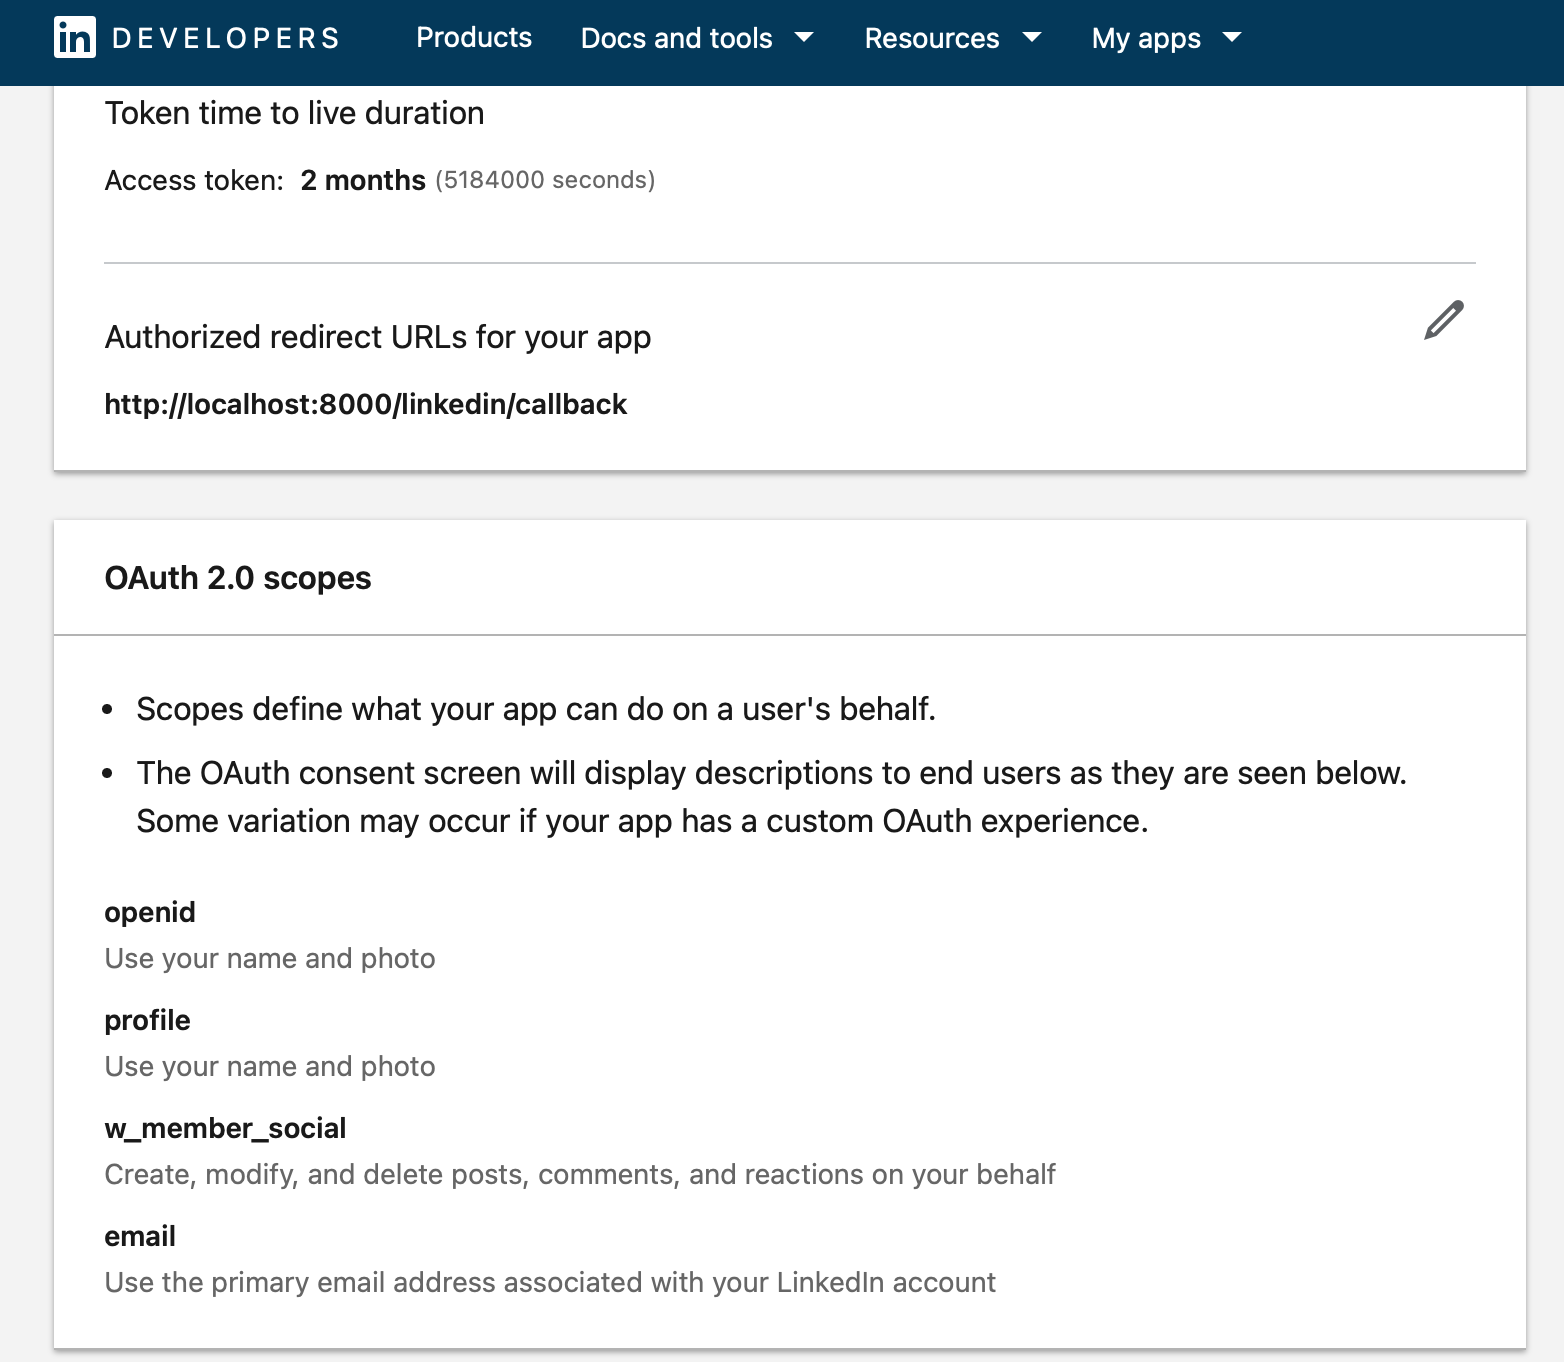 in DEVELOPERS Products Docs and tools Resources My apps
Token time to live duration
Access token: 2 months (5184000 seconds)
Authorized redirect URLs for your app
http://localhost:8000/linkedin/callback
OAuth 2.0 scopes
• Scopes define what your app can do on a user's behalf.
• The OAuth consent screen will display descriptions to end users as they are seen below.
Some variation may occur if your app has a custom OAuth experience.
openid
Use your name and photo
profile
Use your name and photo
w_member_social
Create, modify, and delete posts, comments, and reactions on your behalf
email
Use the primary email address associated with your LinkedIn account